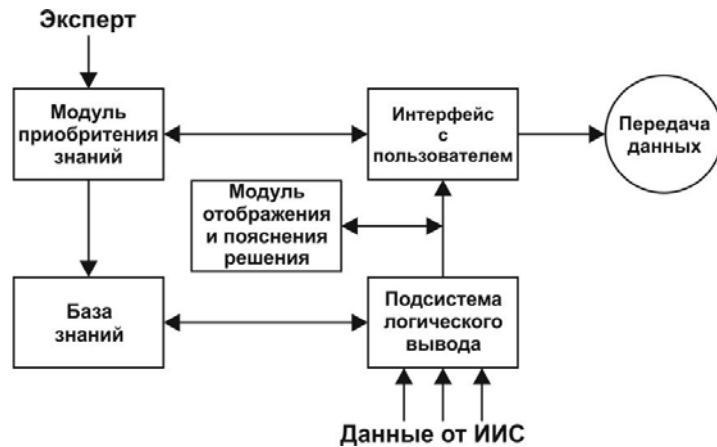 Эксперт
Модуль
приобритения
знаний
Интерфейс
с
пользователем
Передача
данных
Модуль
отображения
и пояснения
решения
База
знаний
Подсистема
логического
вывода
Данные от ИИС